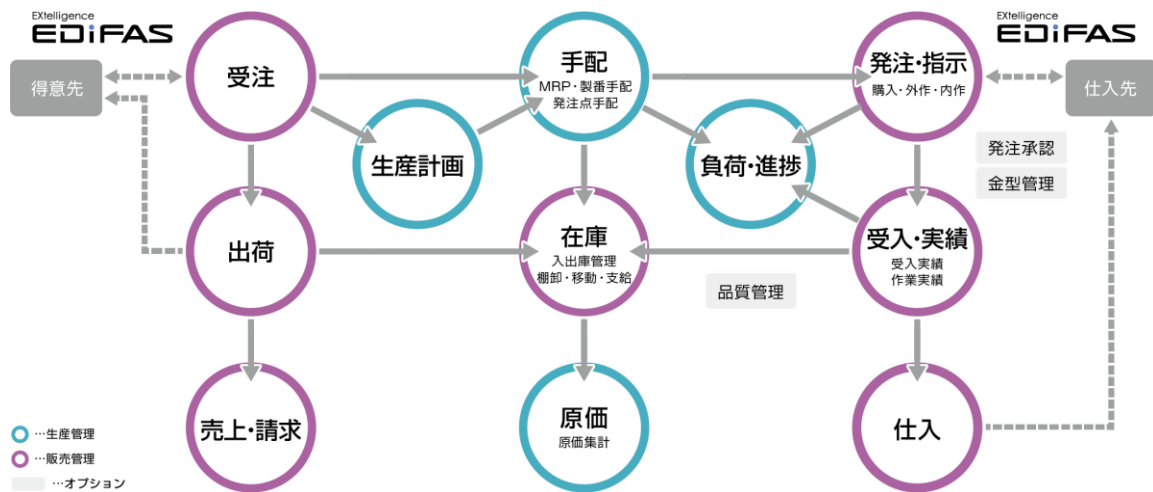 EXtelligence
EDiFAS
EXtelligence
EDiFAS
得意先
受注
手配
MRP・製番手配
発注点手配
発注・指示
購入・外作・内作
仕入先
生産計画
負荷・進捗
発注承認
金型管理
出荷
在庫
入出庫管理
棚卸・移動・支給
受入・実績
受入実績
作業実績
品質管理
売上・請求
原価
原価集計
仕入
…生産管理
…販売管理
…オプション